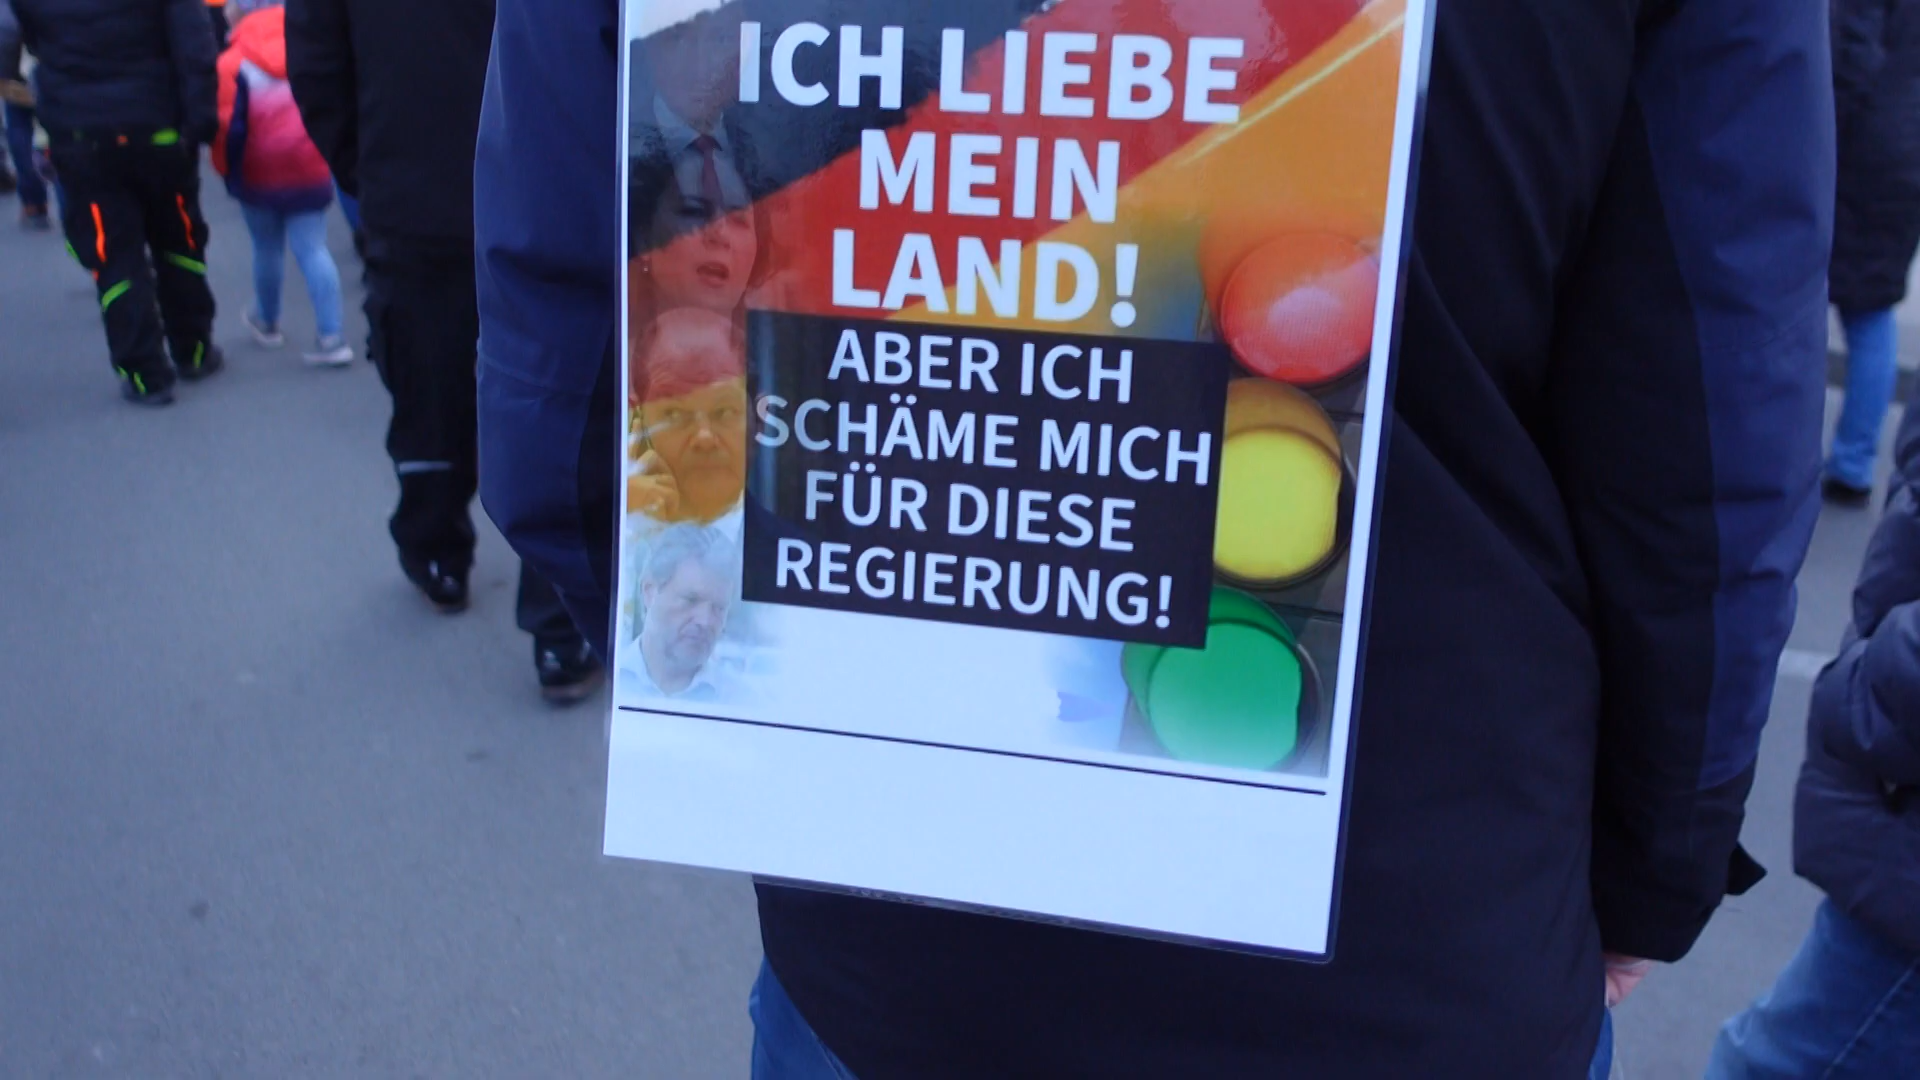 ICH LIEBE
MEIN
LAND!
ABER ICH
SCHÄME MICH
FÜR DIESE
REGIERUNG!